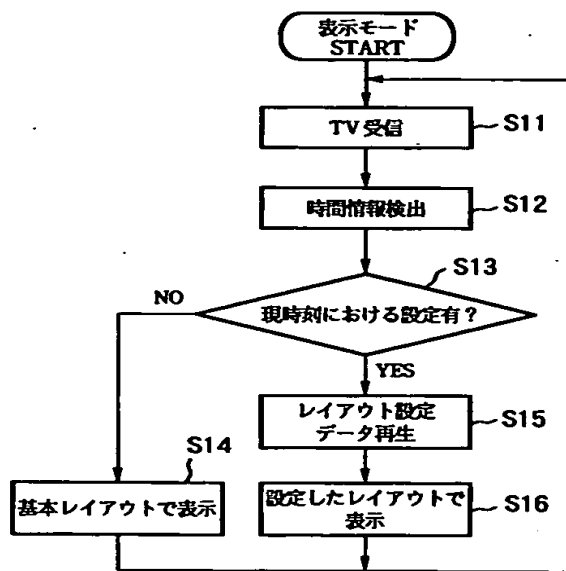 表示モード
START
TV受信
S11
時間情報検出
S12
S13
現時刻における設定有？
NO
YES
レイアウト設定
データ再生
S15
S14
基本レイアウトで表示
設定したレイアウトで
表示
S16